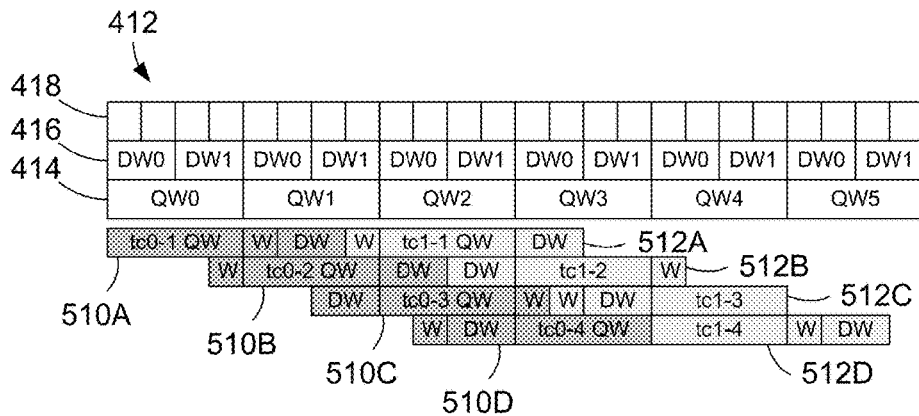 412
418
416 DW0 DW1 DW0 DW1 DW0 DW1 DW0 DW1 DW0 DW1 DW0 DW1
414 QW0 QW1 QW2 QW3 QW4 QW5
tc0-1 QW W DW W tc1-1 QW DW 512A
W tc0-2 QW DW DW tc1-2 W 512B
510A DW tc0-3 QW W W DW tc1-3 512C
510B W DW tc0-4 QW tc1-4 W DW
510C 510D 512D